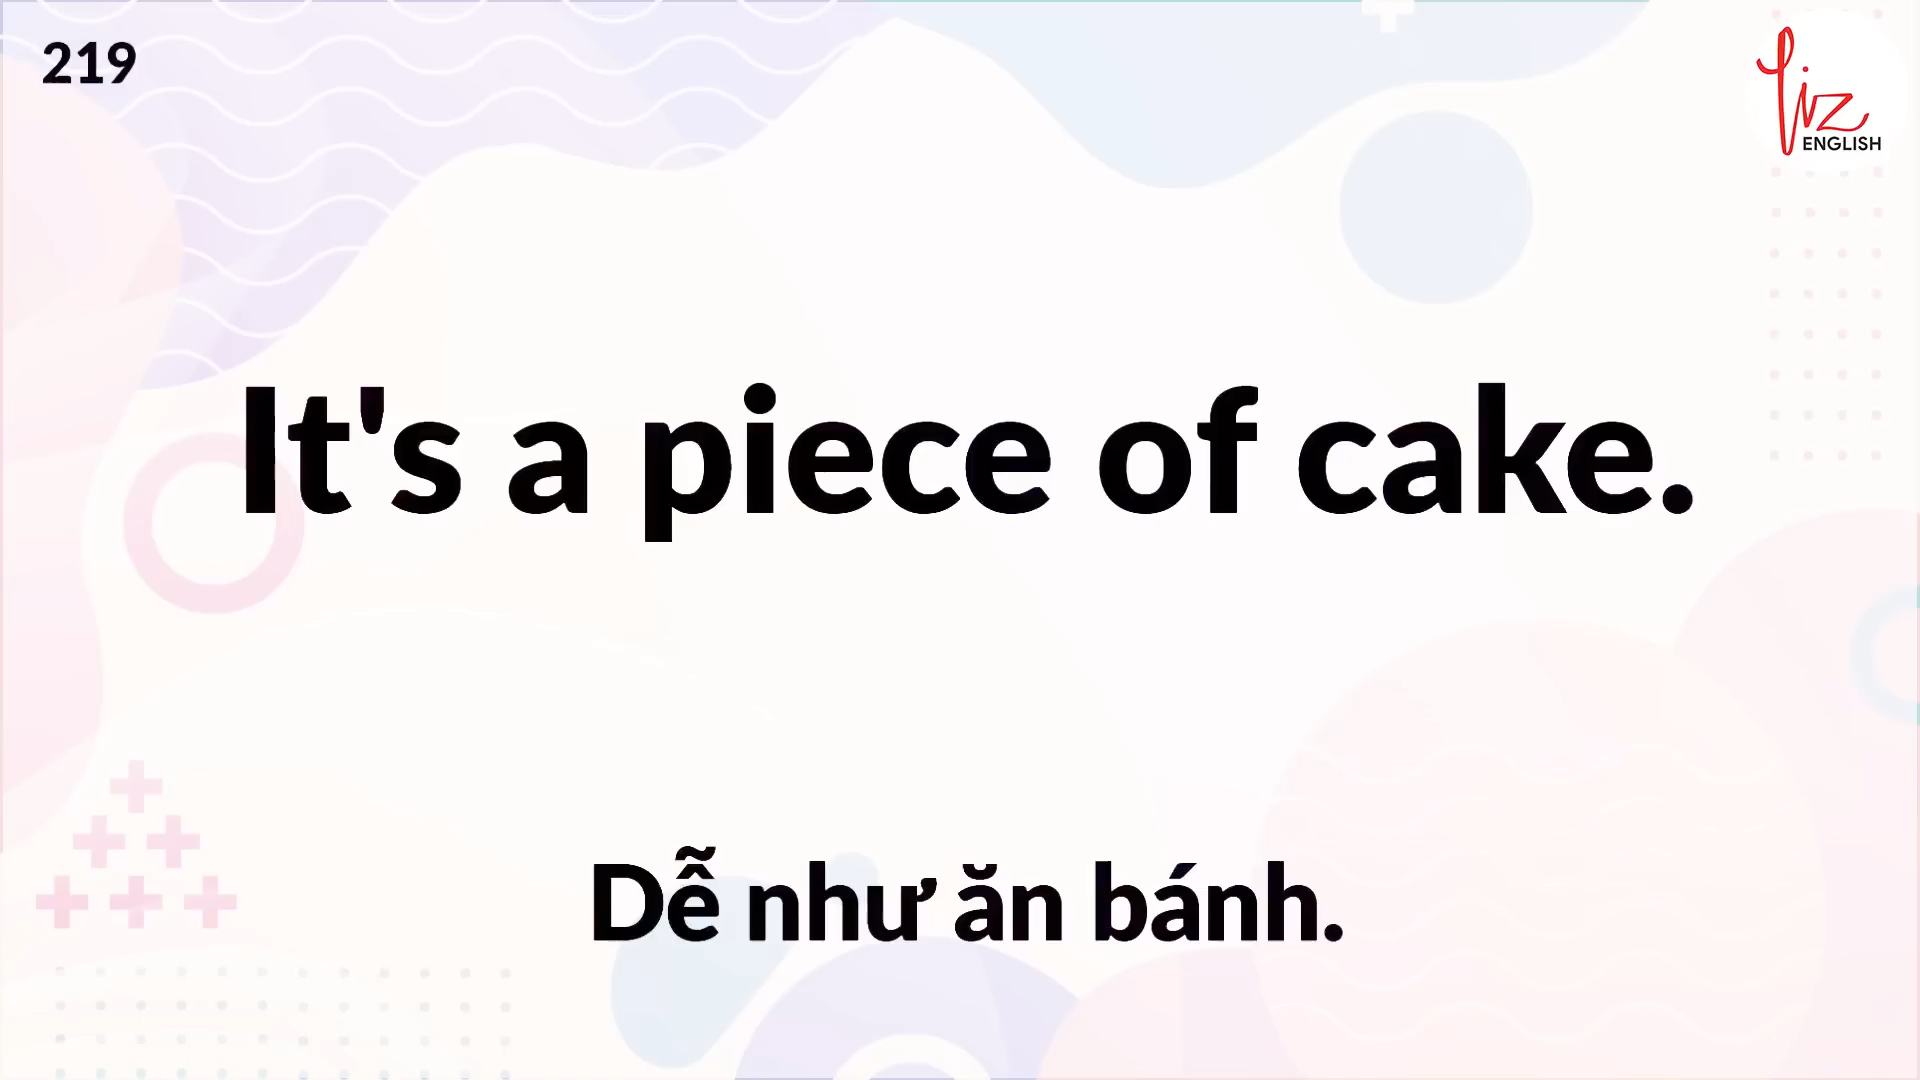 219
Liz
ENGLISH
It's a piece of cake.
Dễ như ăn bánh.